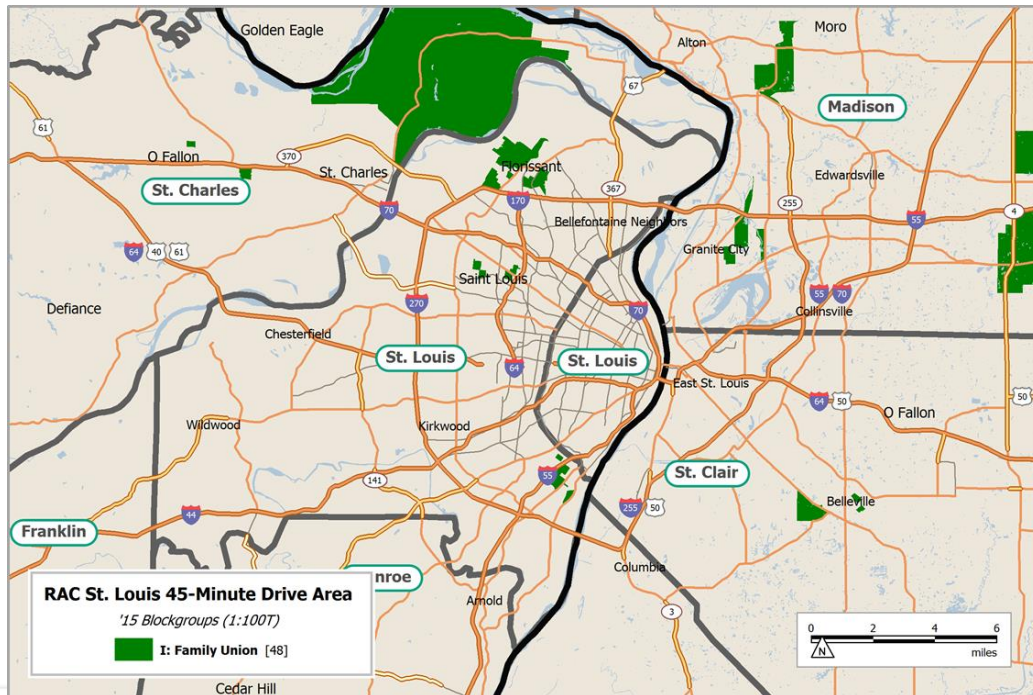 Golden Eagle
Alton
Moro
67
61
Madison
O Fallon
370
St. Charles
Florissant
St. Charles
367
Edwardsville
70
170
255
4
Bellefontaine Neighbors
55
64
40
61
Granite City
Saint Louis
Defiance
270
55
70
70
Collinsville
Chesterfield
St. Louis
St. Louis
64
East St. Louis
64
50
50
O Fallon
Wildwood
Kirkwood
141
55
St. Clair
Belleville
44
255
50
Franklin
Columbia
nroe
RAC St. Louis 45-Minute Drive Area
'15 Blockgroups (1:100T)
I: Family Union [48]
Arnold
3
0 2 4 6
N
miles
Cedar Hill